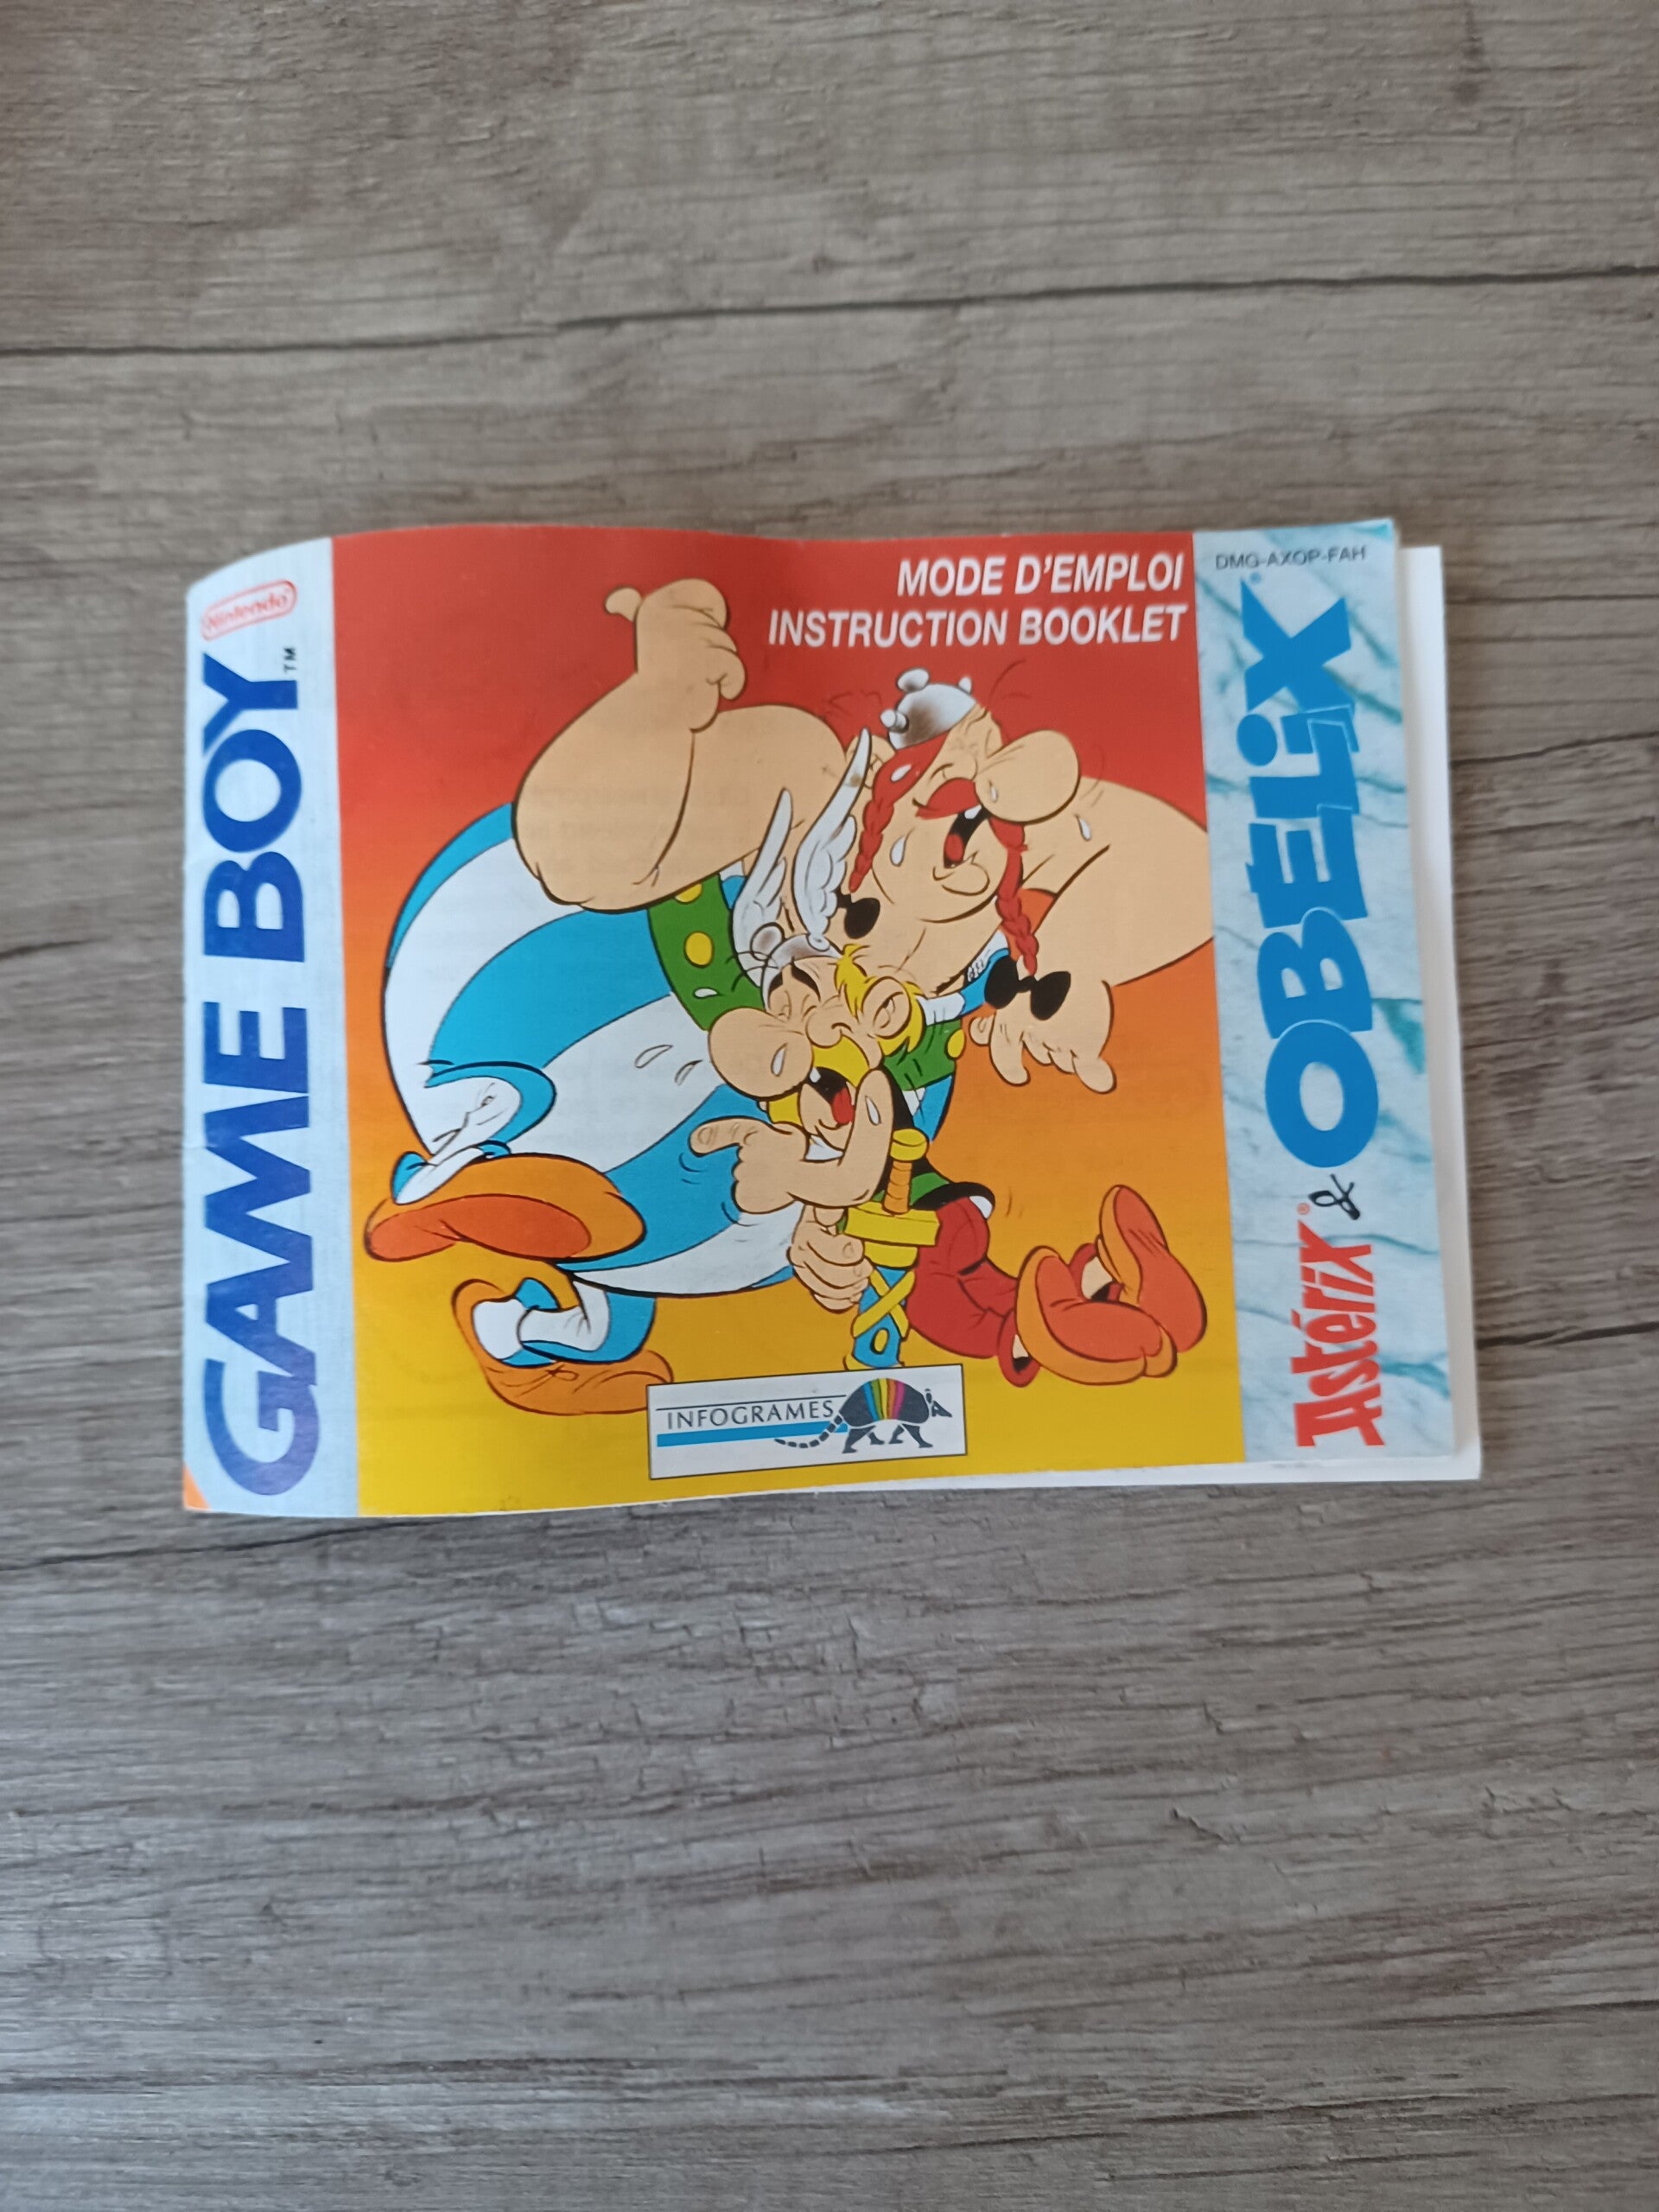 Nintendo®
GAME BOY™
MODE D'EMPLOI
INSTRUCTION BOOKLET
DMG-AXOP-FAH
Astérix® & OBELiX®
INFOGRAMES